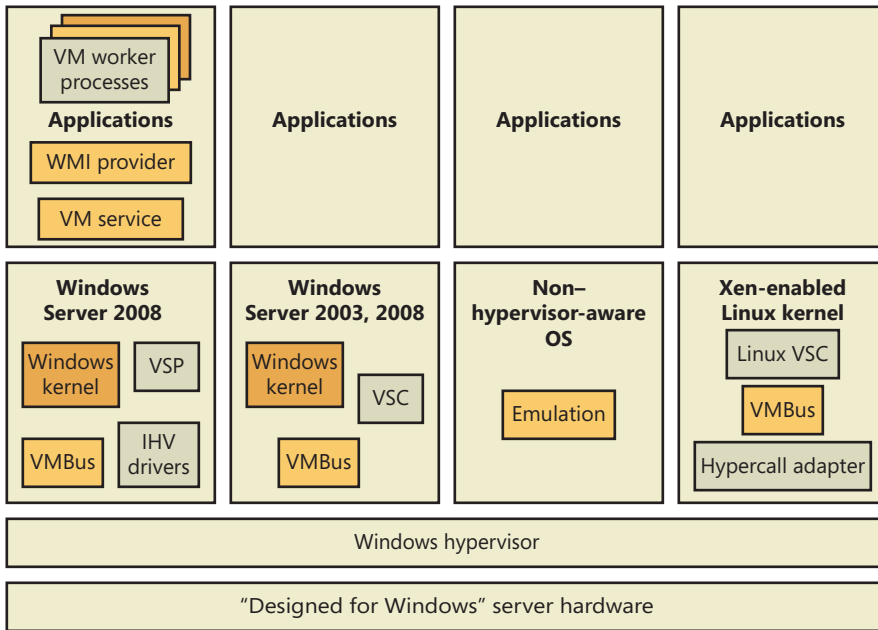 VM worker
processes
Applications
WMI provider
VM service
Applications
Applications
Applications
Windows
Server 2008
Windows
kernel
VSP
VMBus
IHV
drivers
Windows
Server 2003, 2008
Windows
kernel
VSC
VMBus
Non–
hypervisor-aware
OS
Emulation
Xen-enabled
Linux kernel
Linux VSC
VMBus
Hypercall adapter
Windows hypervisor
“Designed for Windows” server hardware